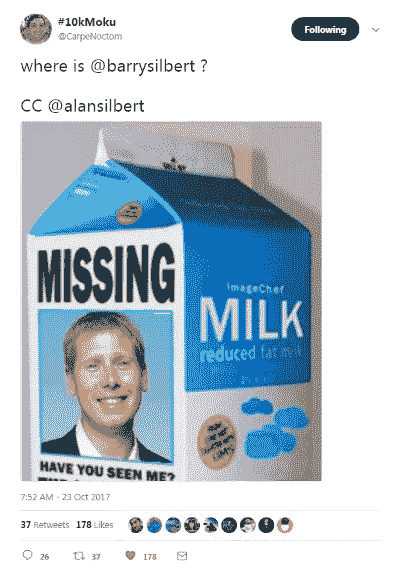 #10kMoku
@CarpeNoctom
Following
where is @barrysilbert ?
CC @alansilbert
MISSING
HAVE YOU SEEN ME?
ImageChef
MILK
reduced fat
7:52 AM - 23 Oct 2017
37 Retweets 178 Likes
26 37 178